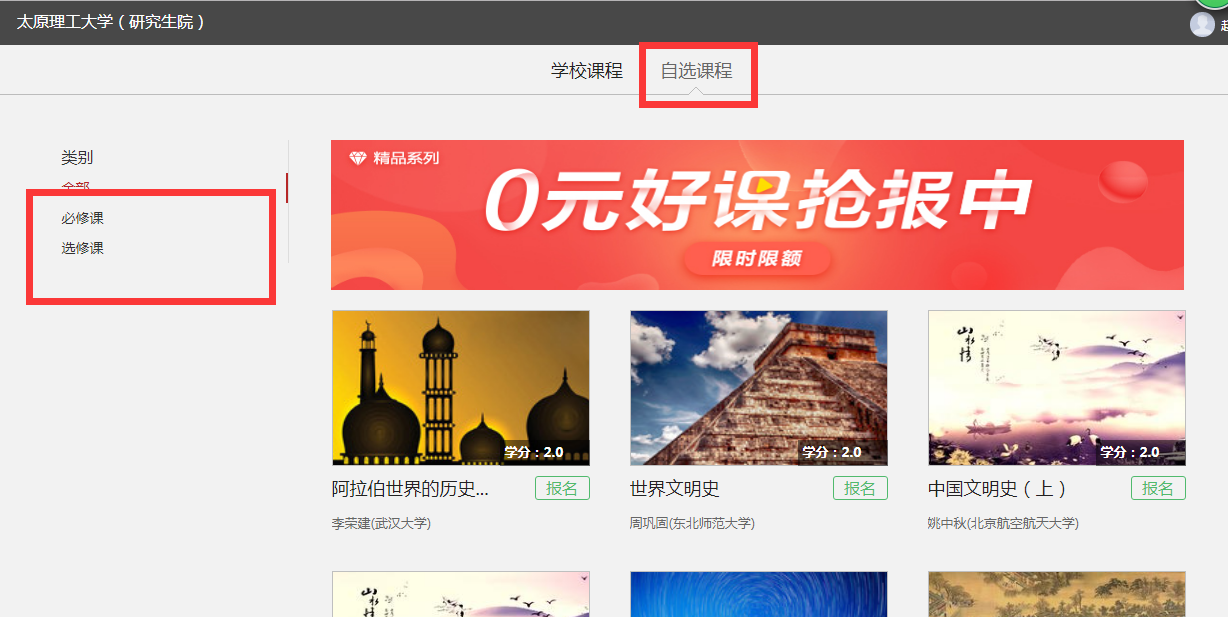 太原理工大学（研究生院）
学校课程
自选课程
类别
全部
必修课
选修课
精品系列
0元好课抢报中
限时限额
山水情
学分：2.0
学分：2.0
学分：2.0
阿拉伯世界的历史...
报名
世界文明史
报名
中国文明史（上）
报名
李荣建(武汉大学)
周巩固(东北师范大学)
姚中秋(北京航空航天大学)